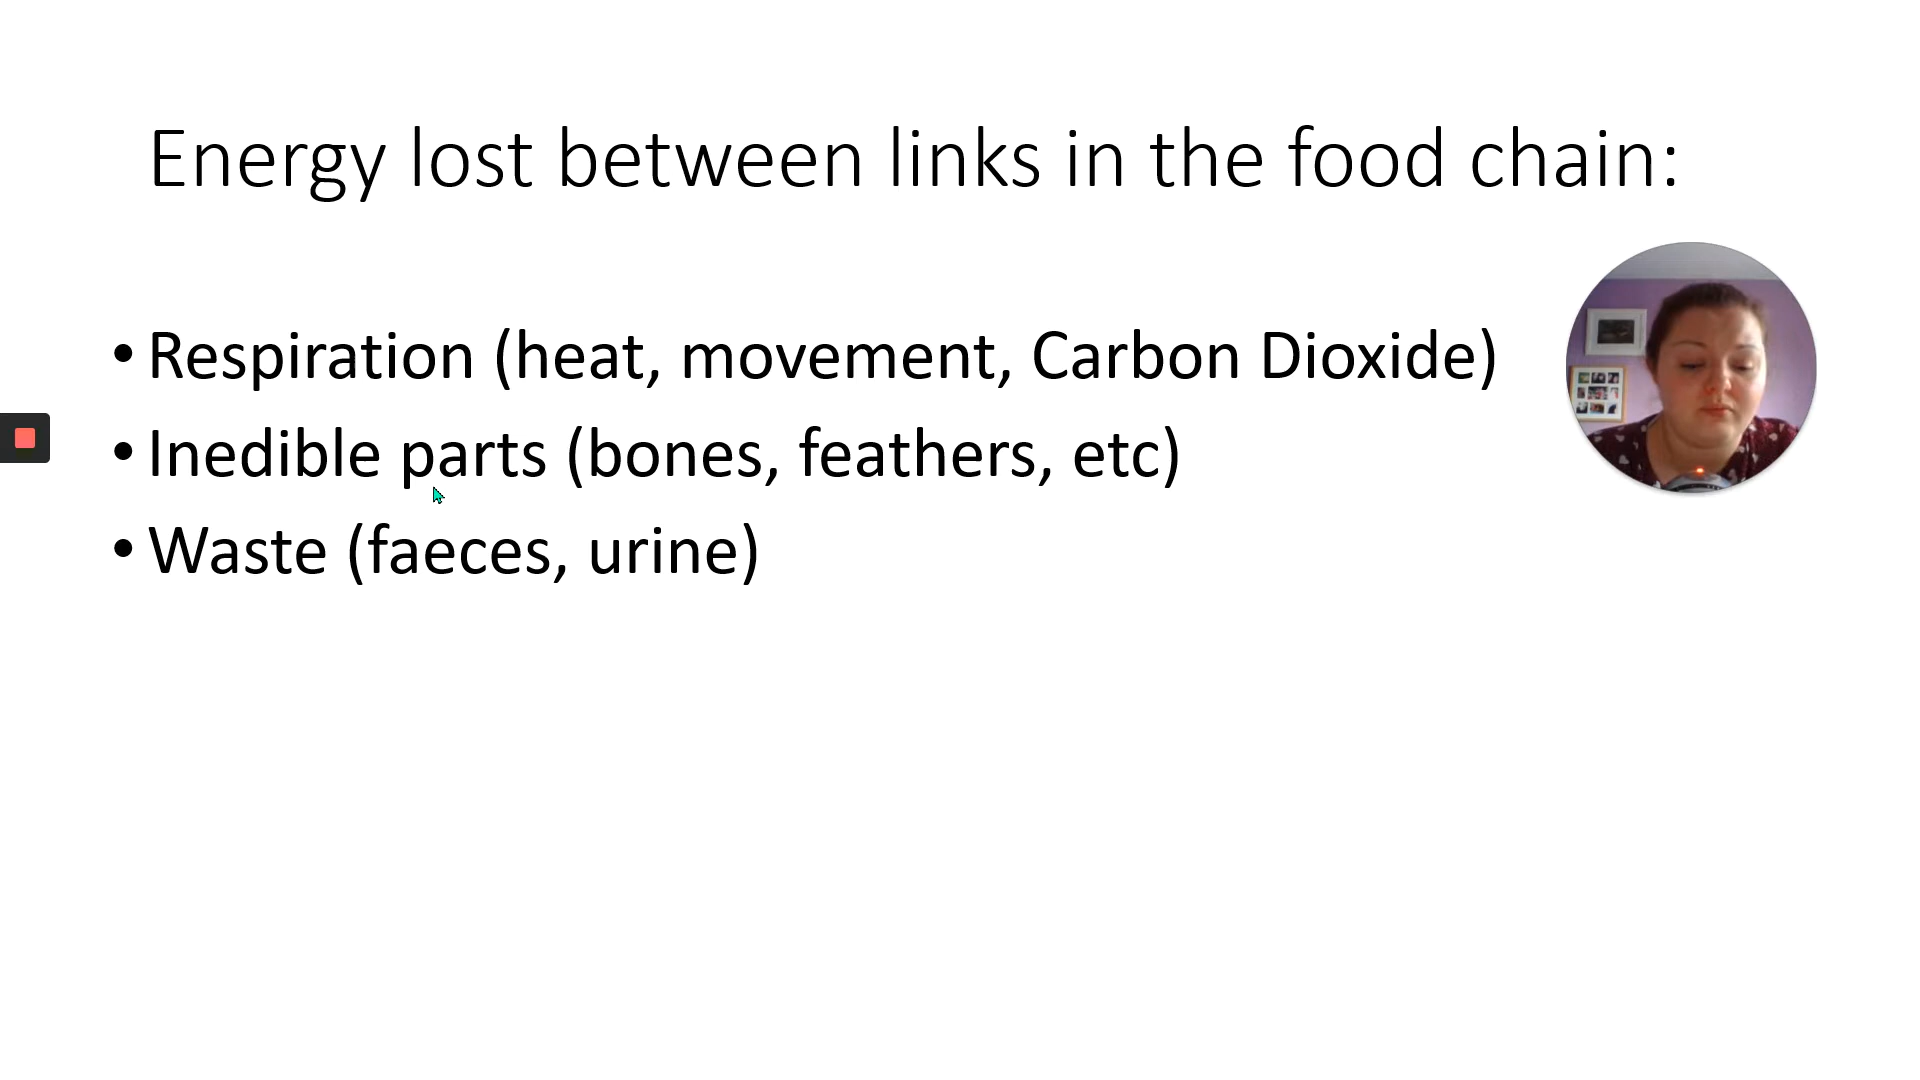 Energy lost between links in the food chain:
• Respiration (heat, movement, Carbon Dioxide)
• Inedible parts (bones, feathers, etc)
• Waste (faeces, urine)